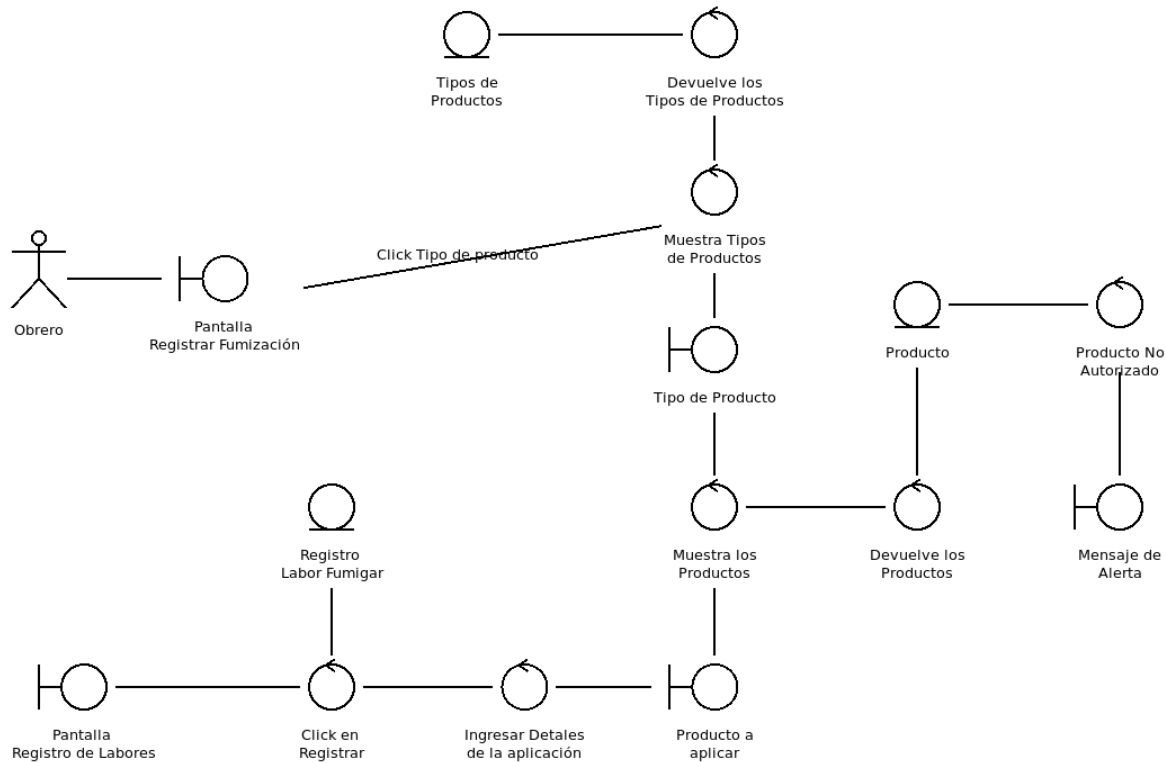 Tipos de
Productos
Devuelve los
Tipos de Productos
Click Tipo de producto
Muestra Tipos
de Productos
Obrero
Pantalla
Registrar Fumización
Producto
Producto No
Autorizado
Tipo de Producto
Registro
Labor Fumigar
Muestra los
Productos
Devuelve los
Productos
Mensaje de
Alerta
Pantalla
Registro de Labores
Click en
Registrar
Ingresar Detales
de la aplicación
Producto a
aplicar